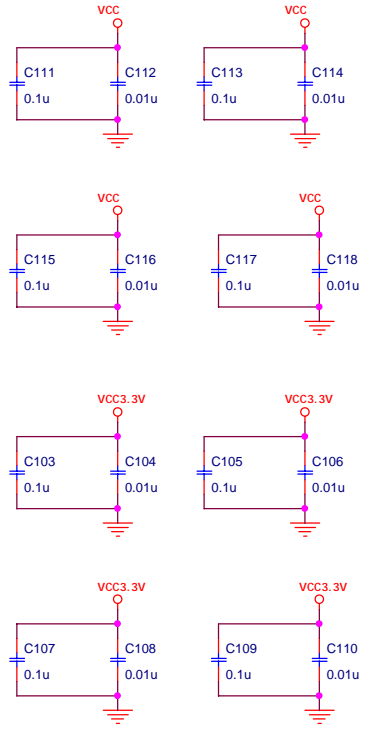 VCC VCC
C111 C112 C113 C114
0.1u 0.01u 0.1u 0.01u
VCC VCC
C115 C116 C117 C118
0.1u 0.01u 0.1u 0.01u
VCC3.3V VCC3.3V
C103 C104 C105 C106
0.1u 0.01u 0.1u 0.01u
VCC3.3V VCC3.3V
C107 C108 C109 C110
0.1u 0.01u 0.1u 0.01u